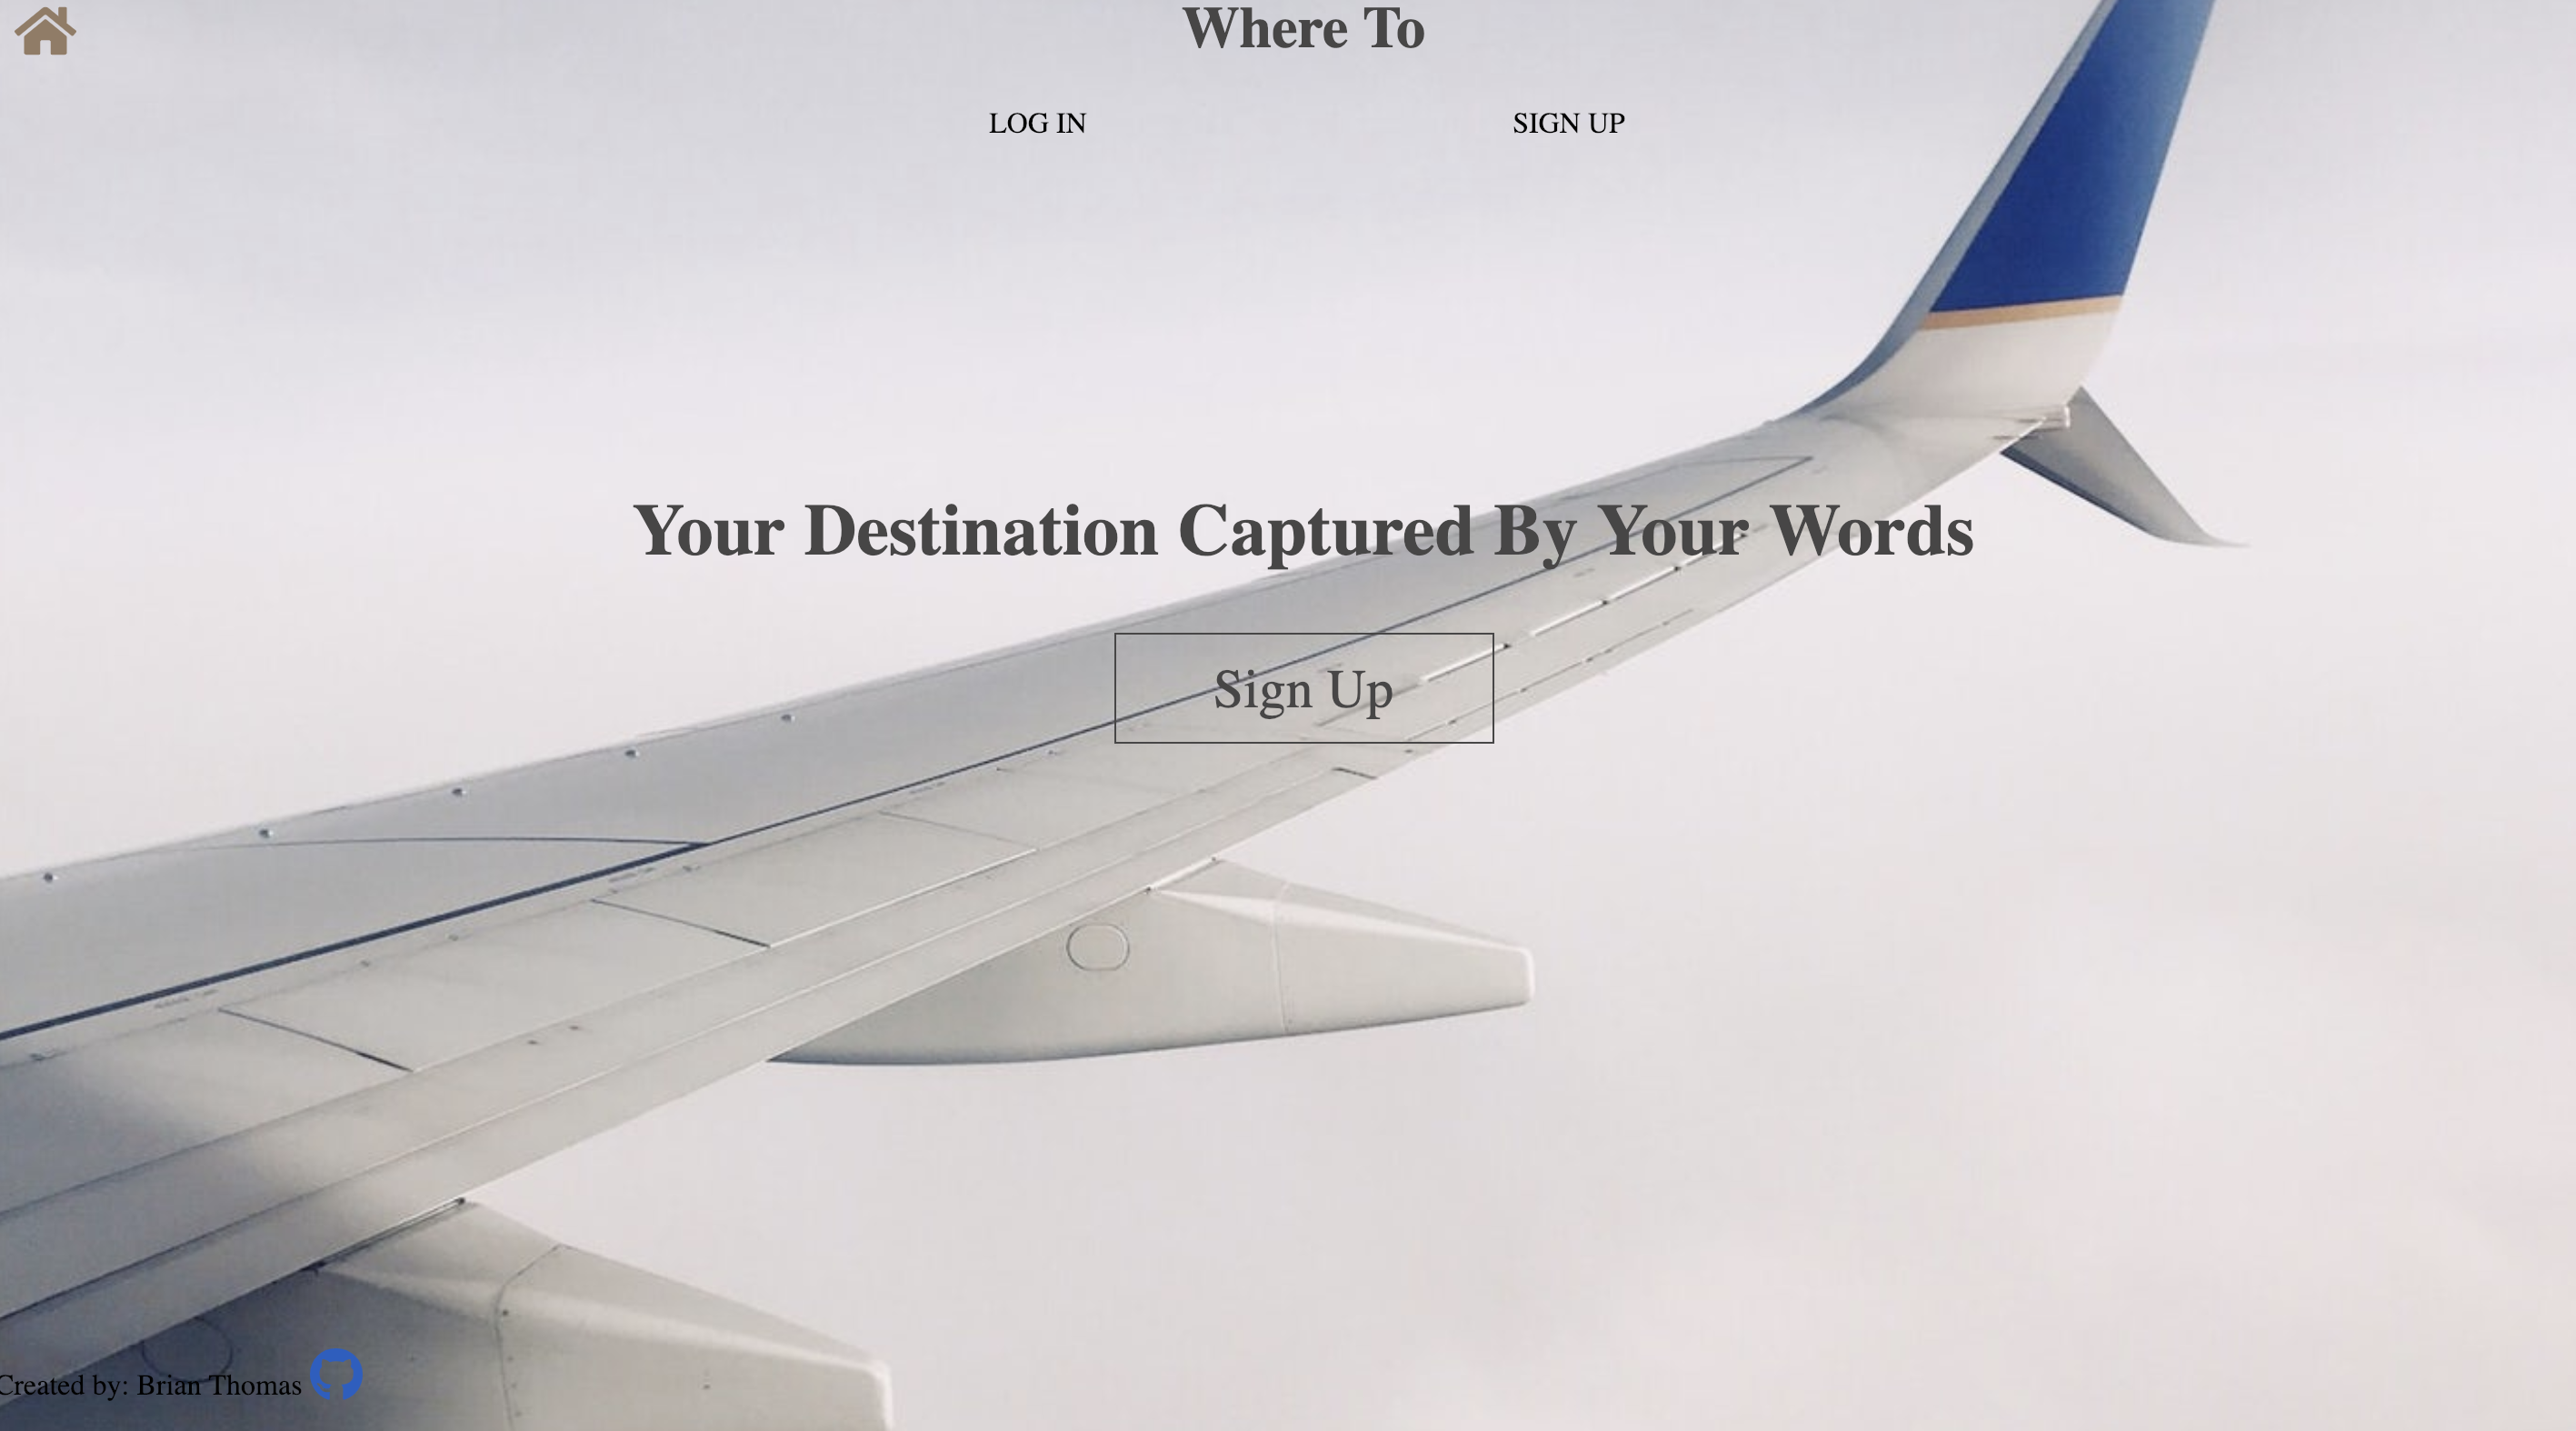 Where To
LOG IN SIGN UP
Your Destination Captured By Your Words
Sign Up
Created by: Brian Thomas